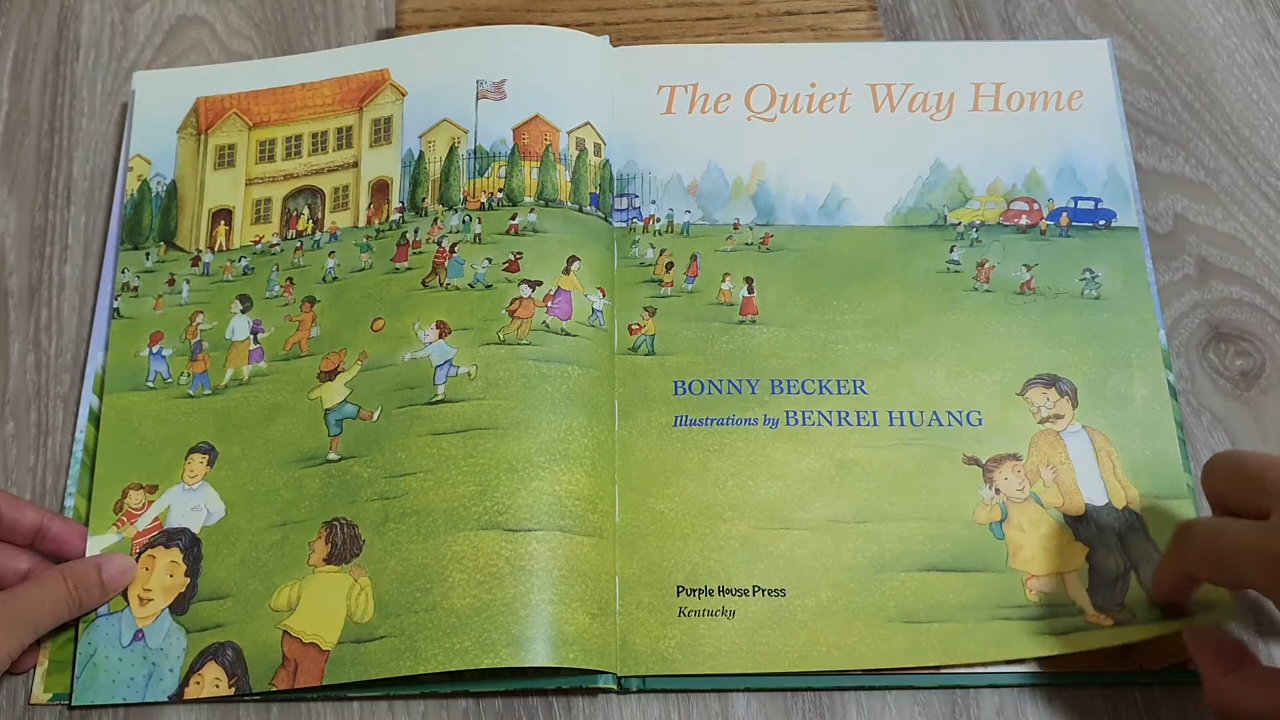 The Quiet Way Home
BONNY BECKER
Illustrations by BENREI HUANG
Purple House Press
Kentucky